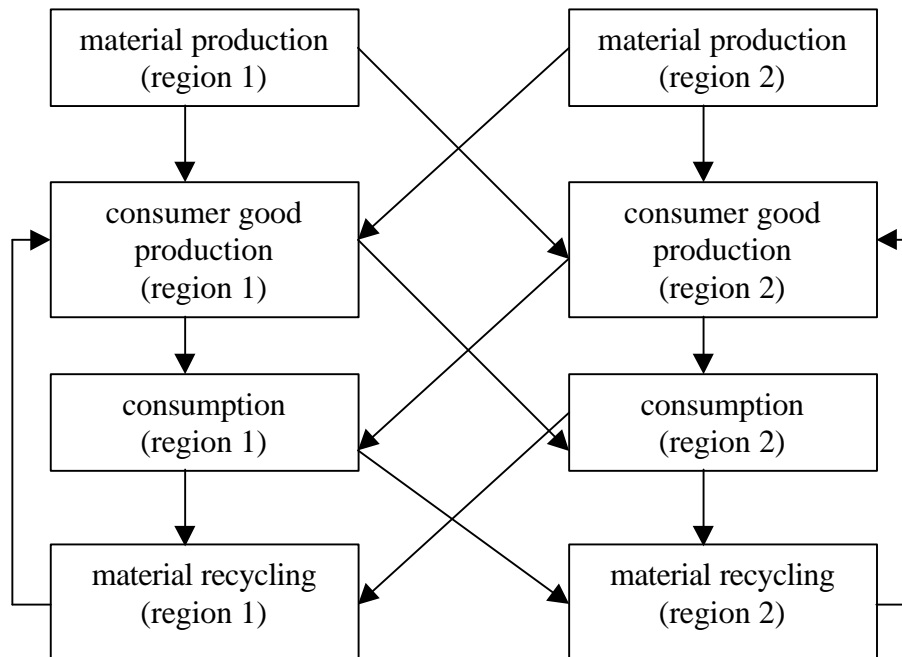 material production
(region 1)
material production
(region 2)
consumer good
production
(region 1)
consumer good
production
(region 2)
consumption
(region 1)
consumption
(region 2)
material recycling
(region 1)
material recycling
(region 2)